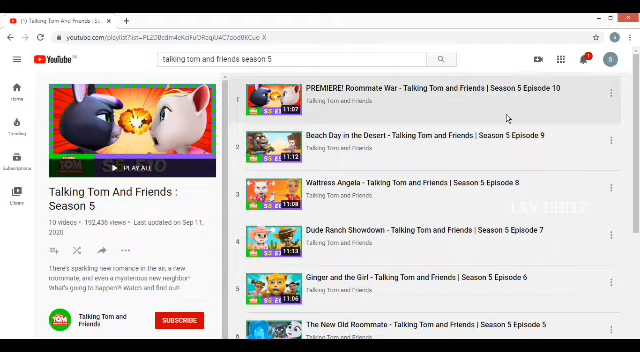 (1) Talking Tom and Friends : S
youtube.com/playlist?list=
YouTube
IN
talking tom and friends season 5
1
S
S
Home
Trending
Subscriptions
Library
PLAY ALL
Talking Tom And Friends :
Season 5
10 videos • 192,436 views • Last updated on Sep 11,
2020
There's sparkling new romance in the air, a new
roommate, and even a mysterious new neighbor!
What's going to happen?! Watch and find out!
TOM
Talking Tom and
Friends
SUBSCRIBE
1
11:07
PREMIERE! Roommate War - Talking Tom and Friends | Season 5 Episode 10
Talking Tom and Friends
2
11:12
Beach Day in the Desert - Talking Tom and Friends | Season 5 Episode 9
Talking Tom and Friends
3
11:08
Waitress Angela - Talking Tom and Friends | Season 5 Episode 8
Talking Tom and Friends
4
11:13
Dude Ranch Showdown - Talking Tom and Friends | Season 5 Episode 7
Talking Tom and Friends
5
11:06
Ginger and the Girl - Talking Tom and Friends | Season 5 Episode 6
Talking Tom and Friends
6
The New Old Roommate - Talking Tom and Friends | Season 5 Episode 5